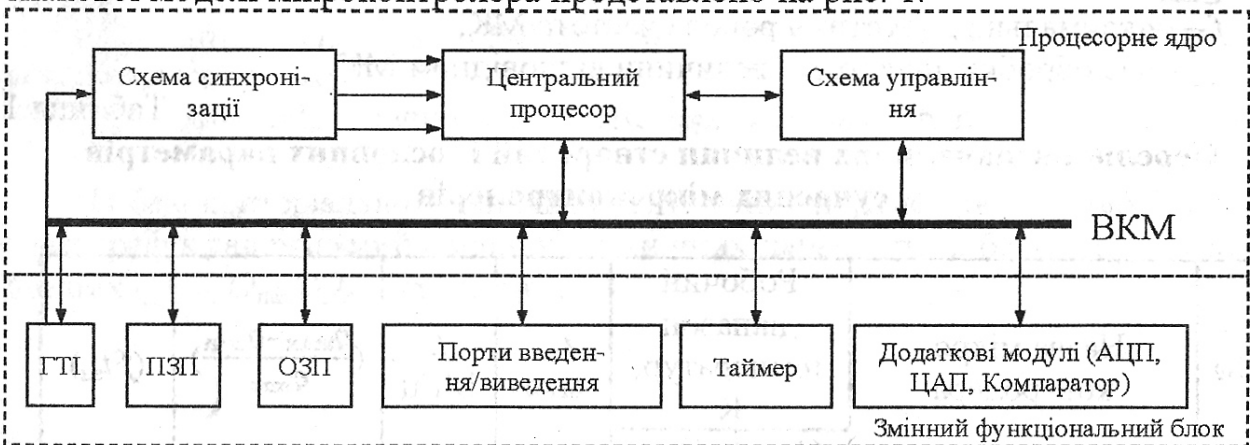 Процесорне ядро
Схема синхроні-
зації
Центральний
процесор
Схема управлін-
ня
ВКМ
ГТІ
ПЗП
ОЗП
Порти введен-
ня/виведення
Таймер
Додаткові модулі (АЦП,
ЦАП, Компаратор)
Змінний функціональний блок